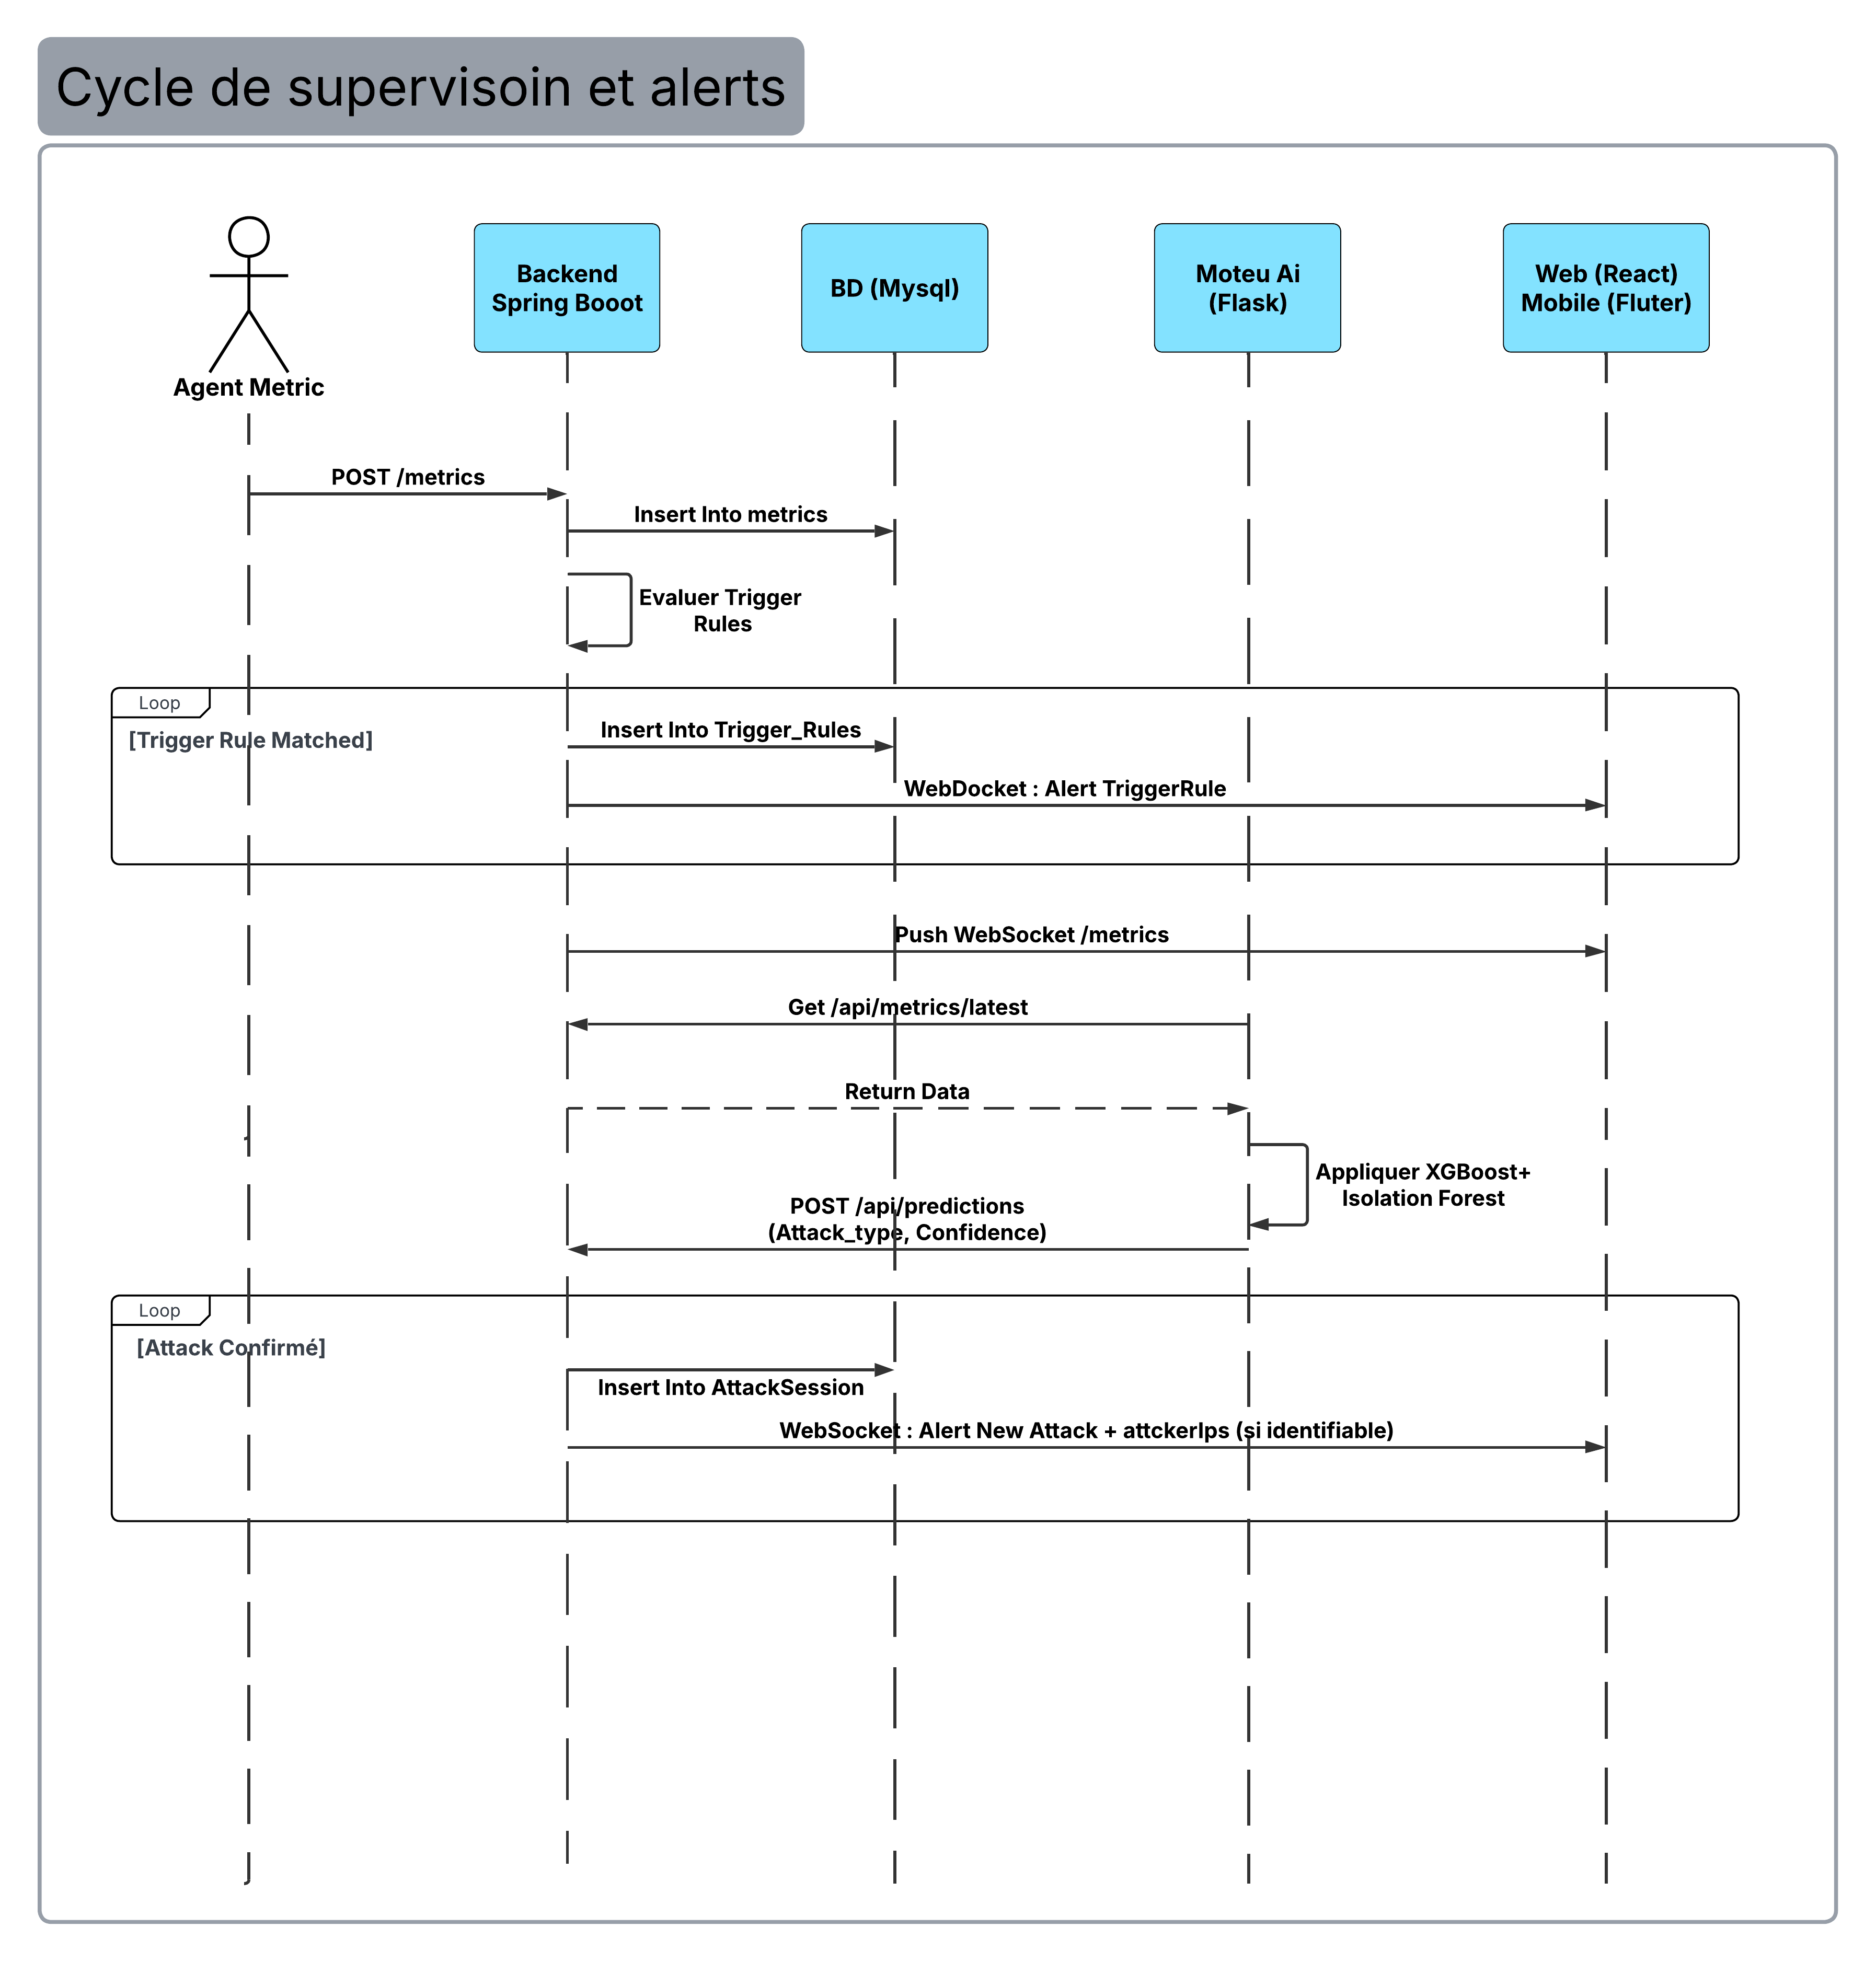 Cycle de supervisoin et alerts
Agent Metric
Backend
Spring Booot
BD (Mysql)
Moteu Ai
(Flask)
Web (React)
Mobile (Fluter)
POST /metrics
Insert Into metrics
Evaluer Trigger
Rules
Loop
[Trigger Rule Matched]
Insert Into Trigger_Rules
WebDocket : Alert TriggerRule
Push WebSocket /metrics
Get /api/metrics/latest
Return Data
Appliquer XGBoost+
Isolation Forest
POST /api/predictions
(Attack_type, Confidence)
Loop
[Attack Confirmé]
Insert Into AttackSession
WebSocket : Alert New Attack + attckerIps (si identifiable)